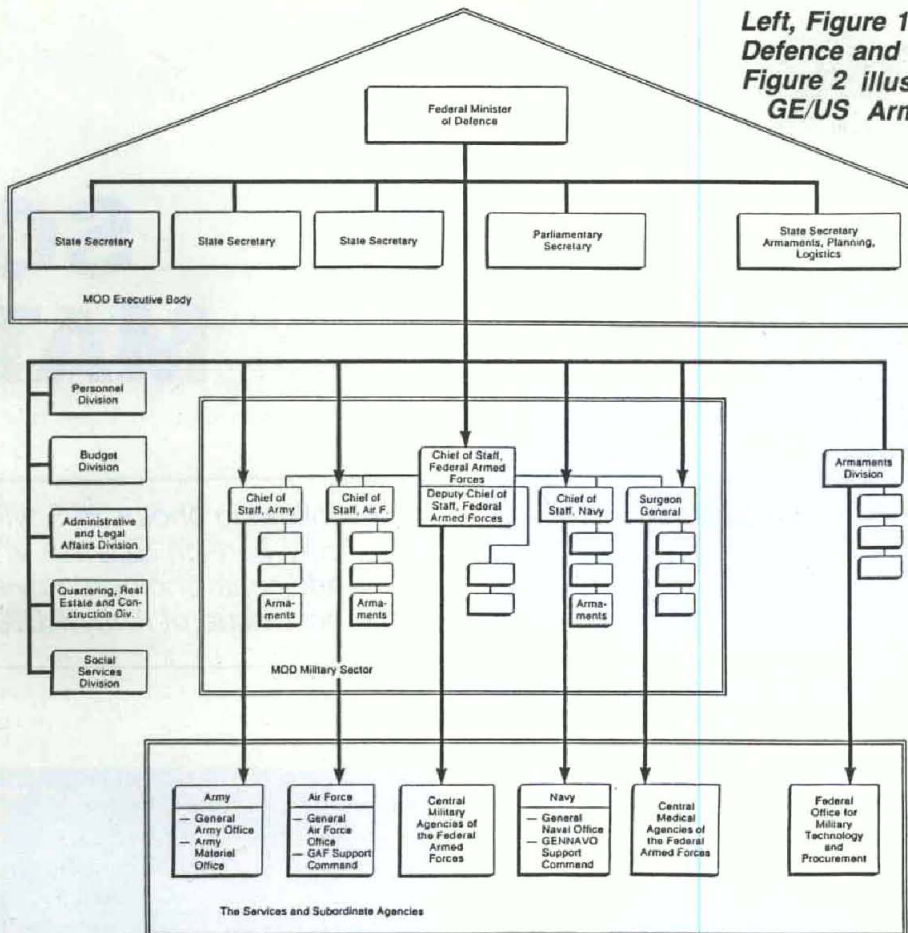 Left, Figure 1
Defence and
Figure 2 illus
GE/US Arm
Federal Minister
of Defence
State Secretary
State Secretary
State Secretary
Parliamentary
Secretary
State Secretary
Armaments, Planning,
Logistics
MOD Executive Body
Personnel
Division
Budget
Division
Administrative
and Legal
Affairs Division
Quartering, Real
Estate and Con-
struction Div.
Social
Services
Division
Chief of Staff,
Federal Armed
Forces
Deputy Chief of
Staff, Federal
Armed Forces
Chief of
Staff, Army
Chief of
Staff, Air F.
Chief of
Staff, Navy
Surgeon
General
Armaments
Division
Arma-
ments
Arma-
ments
Arma-
ments
MOD Military Sector
Army
— General
Army Office
— Army
Material
Office
Air Force
— General
Air Force
Office
— GAF Support
Command
Central
Military
Agencies of
the Federal
Armed
Forces
Navy
— General
Naval Office
— GENNAVO
Support
Command
Central
Medical
Agencies of
the Federal
Armed Forces
Federal
Office for
Military
Technology
and
Procurement
The Services and Subordinate Agencies